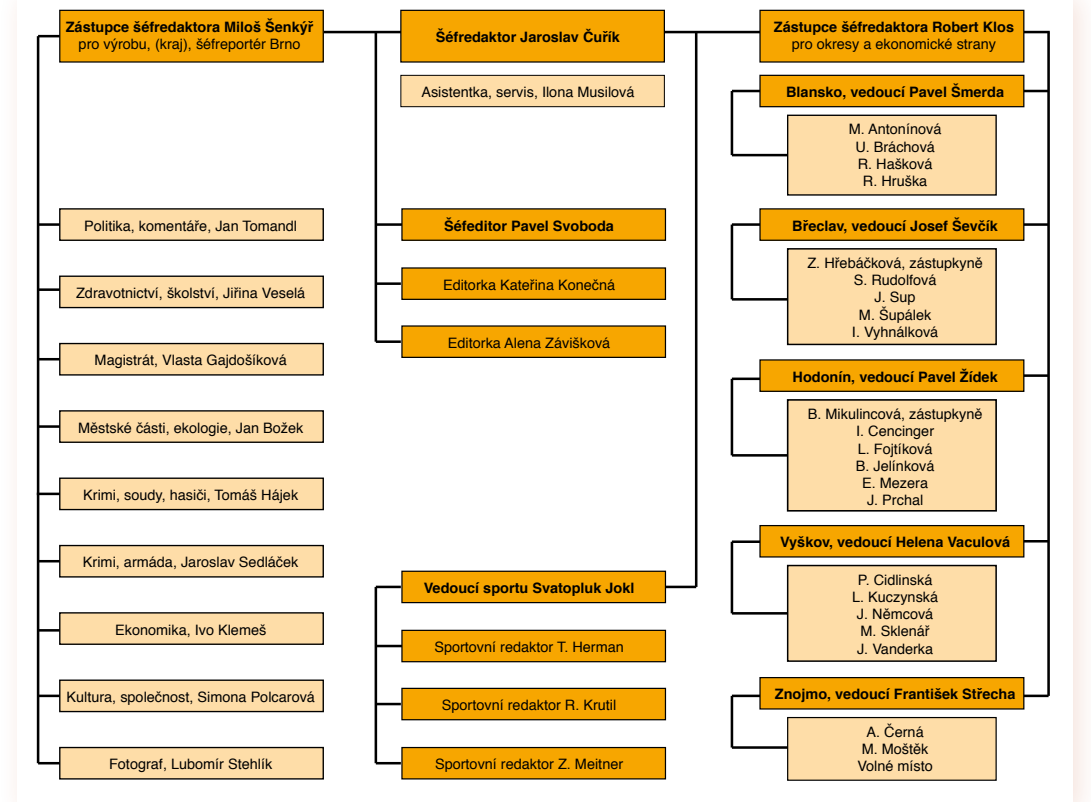 Zástupce šéfredaktora Miloš Šenkýř
pro výrobu, (kraj), šéfreportér Brno
Politika, komentáře, Jan Tomandl
Zdravotnictví, školství, Jiřina Veselá
Magistrát, Vlasta Gajdošíková
Městské části, ekologie, Jan Božek
Krimi, soudy, hasiči, Tomáš Hájek
Krimi, armáda, Jaroslav Sedláček
Ekonomika, Ivo Klemeš
Kultura, společnost, Simona Polcarová
Fotograf, Lubomír Stehlík
Šéfredaktor Jaroslav Čuřík
Asistentka, servis, Ilona Musilová
Šéfeditor Pavel Svoboda
Editorka Kateřina Konečná
Editorka Alena Závišková
Vedoucí sportu Svatopluk Jokl
Sportovní redaktor T. Herman
Sportovní redaktor R. Krutil
Sportovní redaktor Z. Meitner
Zástupce šéfredaktora Robert Klos
pro okresy a ekonomické strany
Blansko, vedoucí Pavel Šmerda
M. Antonínová
U. Bráchová
R. Hašková
R. Hruška
Břeclav, vedoucí Josef Ševčík
Z. Hřebáčková, zástupkyně
S. Rudolfová
J. Sup
M. Šupálek
I. Vyhnálková
Hodonín, vedoucí Pavel Žídek
B. Mikulincová, zástupkyně
I. Cencinger
L. Fojtíková
B. Jelínková
E. Mezera
J. Prchal
Vyškov, vedoucí Helena Vaculová
P. Cidlinská
L. Kuczynská
J. Němcová
M. Sklenář
J. Vanderka
Znojmo, vedoucí František Střecha
A. Černá
M. Moštěk
Volné místo